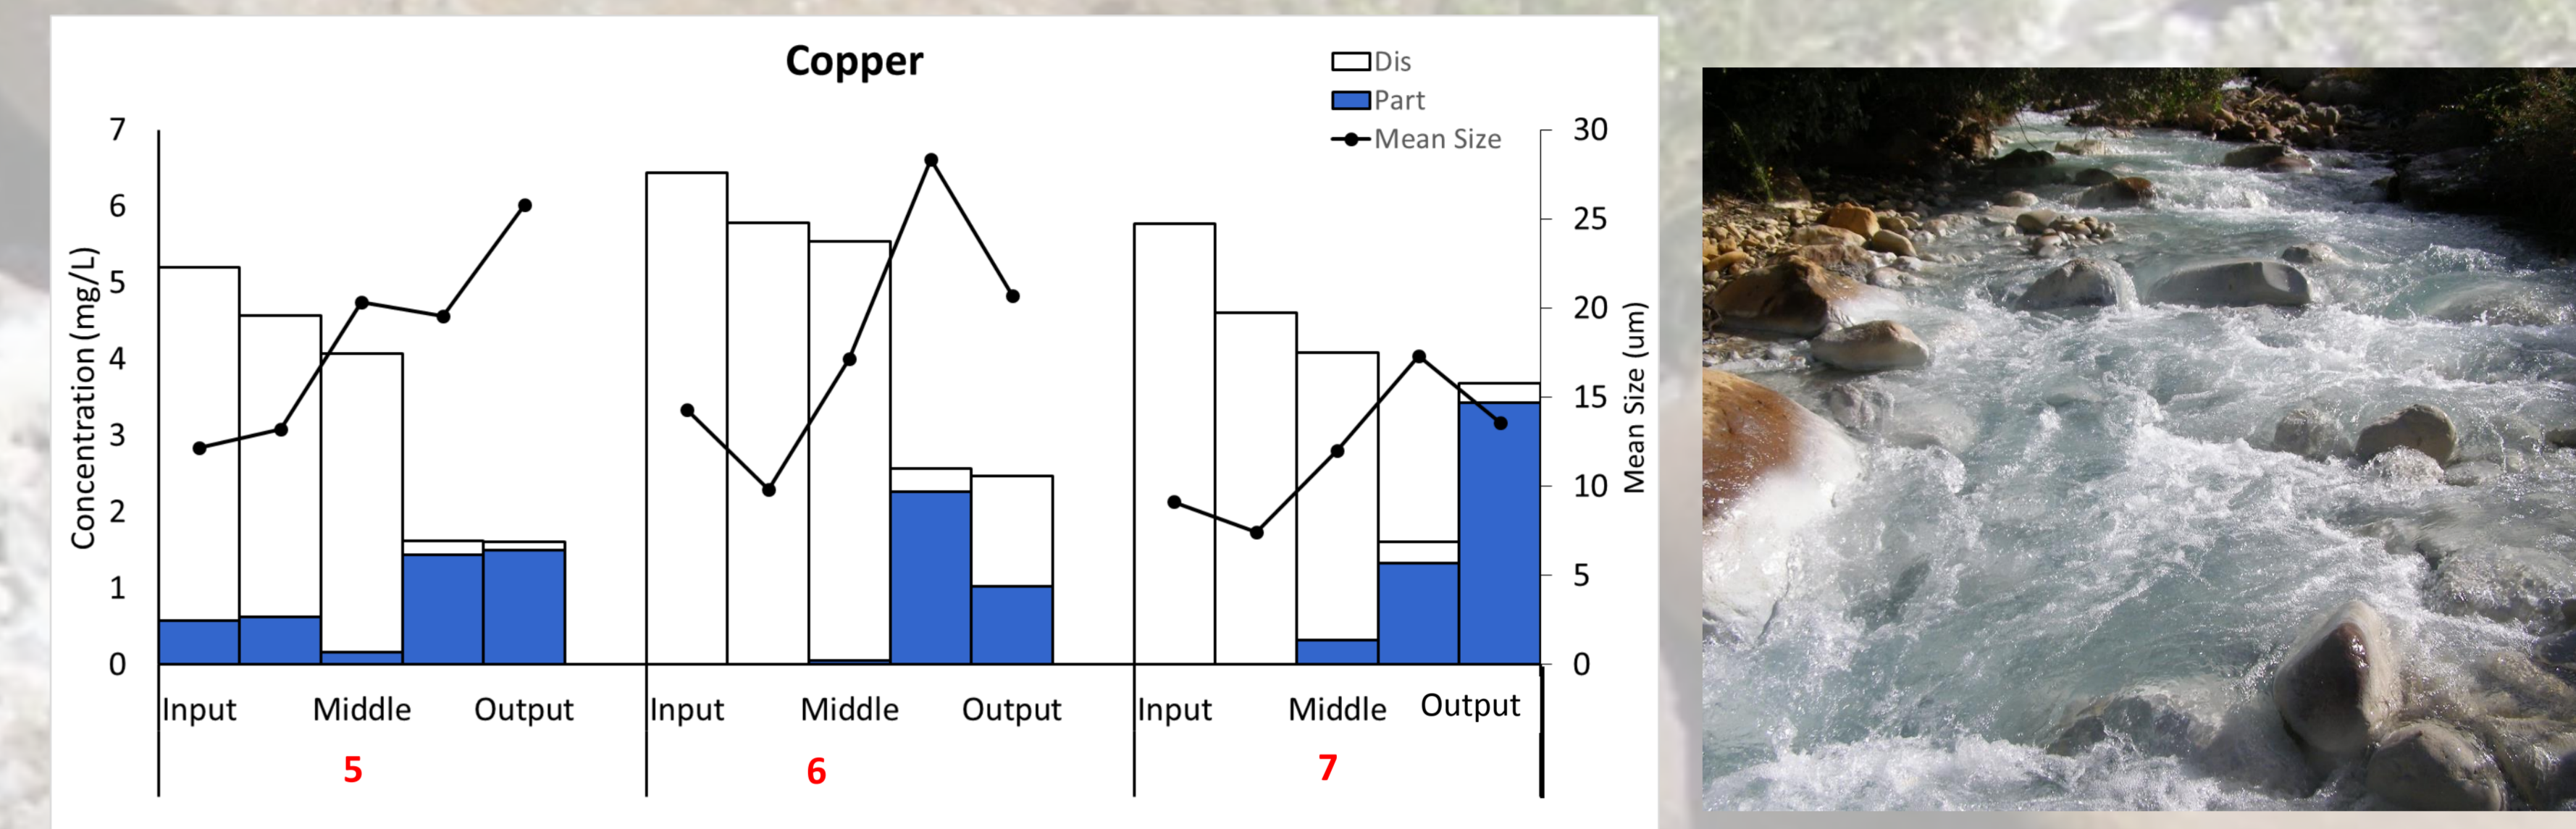 Copper
Dis
Part
Mean Size
7
6
5
4
3
2
1
0
Concentration (mg/L)
30
25
20
15
10
5
0
Mean Size (um)
Input Middle Output Input Middle Output Input Middle Output
5 6 7